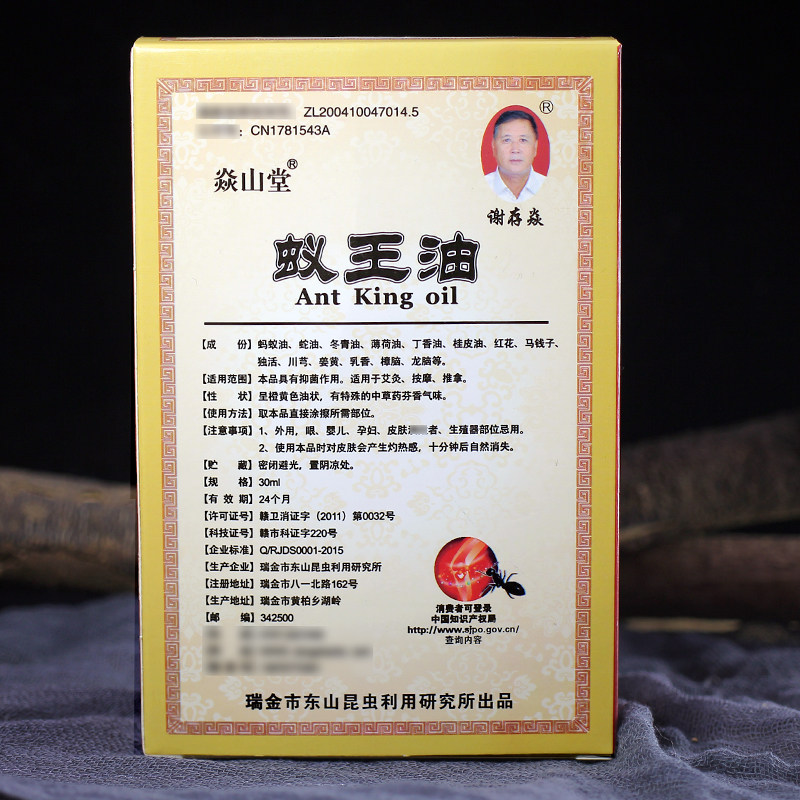 ZL200410047014.5
：CN1781543A
®
焱山堂®
谢存焱
蚁王油
Ant King oil
【成 份】蚂蚁油、蛇油、冬青油、薄荷油、丁香油、桂皮油、红花、马钱子、
独活、川芎、姜黄、乳香、樟脑、龙脑等。
【适用范围】本品具有抑菌作用。适用于艾灸、按摩、推拿。
【性 状】呈橙黄色油状，有特殊的中草药芬香气味。
【使用方法】取本品直接涂擦所需部位。
【注意事项】1、外用，眼、婴儿、孕妇、皮肤 者、生殖器部位忌用。
2、使用本品时对皮肤会产生灼热感，十分钟后自然消失。
【贮 藏】密闭避光，置阴凉处。
【规 格】30ml
【有 效 期】24个月
【许可证号】赣卫消证字（2011）第0032号
【科技证号】赣市科证字220号
【企业标准】Q/RJDS0001-2015
【生产企业】瑞金市东山昆虫利用研究所
【注册地址】瑞金市八一北路162号
【生产地址】瑞金市黄柏乡湖岭
【邮 编】342500
消费者可登录
中国知识产权局
http://www.sjpo.gov.cn/
查询内容
瑞金市东山昆虫利用研究所出品